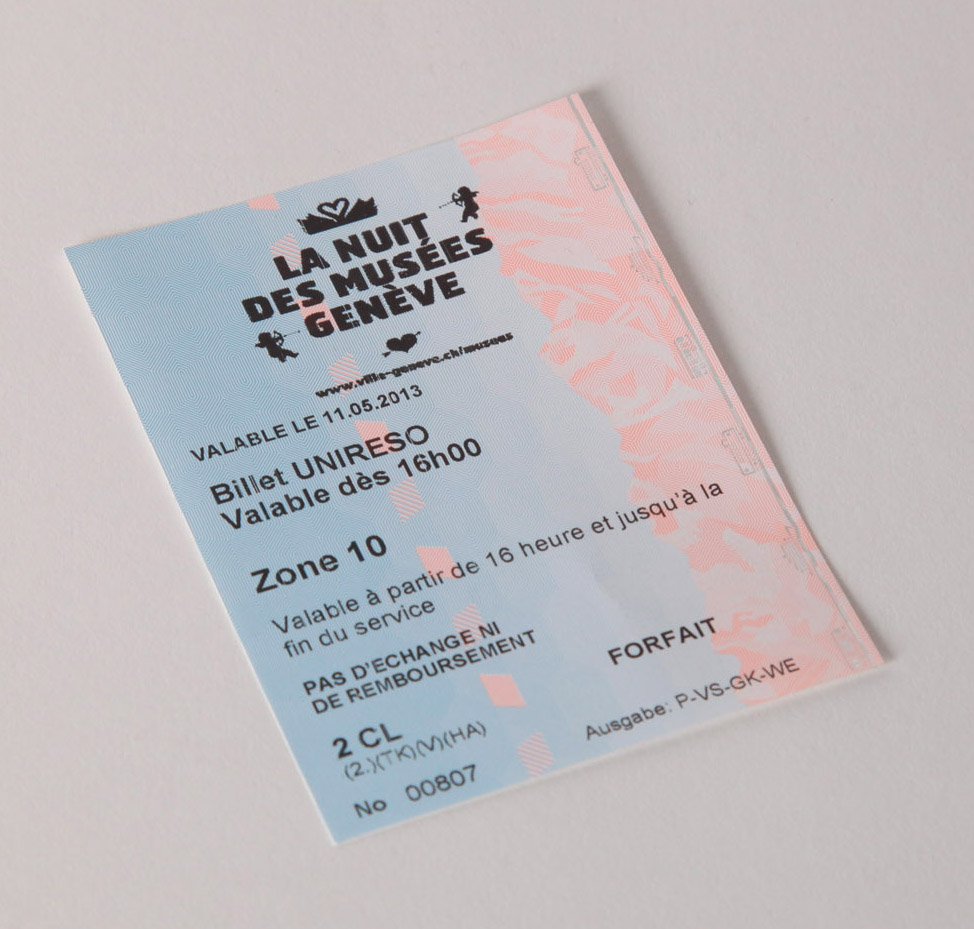 LA NUIT
DES MUSÉES
GENÈVE
www.ville-geneve.ch/musees
VALABLE LE 11.05.2013
Billet UNIRESO
Valable dès 16h00
Zone 10
Valable à partir de 16 heure et jusqu'à la
fin du service
PAS D'ECHANGE NI
DE REMBOURSEMENT
FORFAIT
2 CL
(2.)(TK)(V)(HA)
Ausgabe: P-VS-GK-WE
No 00807